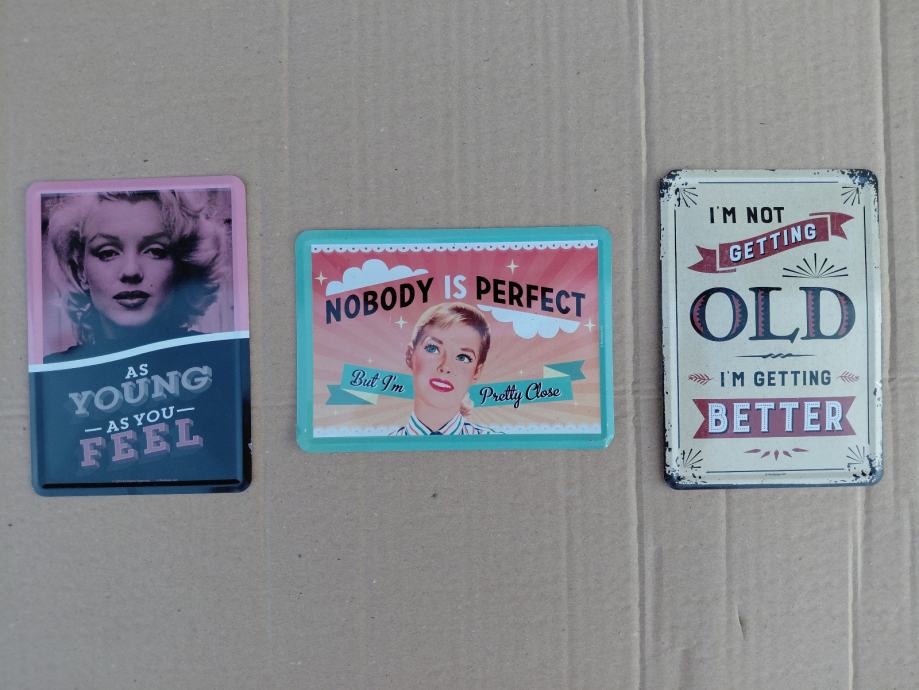 AS
YOUNG
AS YOU
FEEL
NOBODY IS PERFECT
But I'm
Pretty Close
I'M NOT
GETTING
OLD
I'M GETTING
BETTER